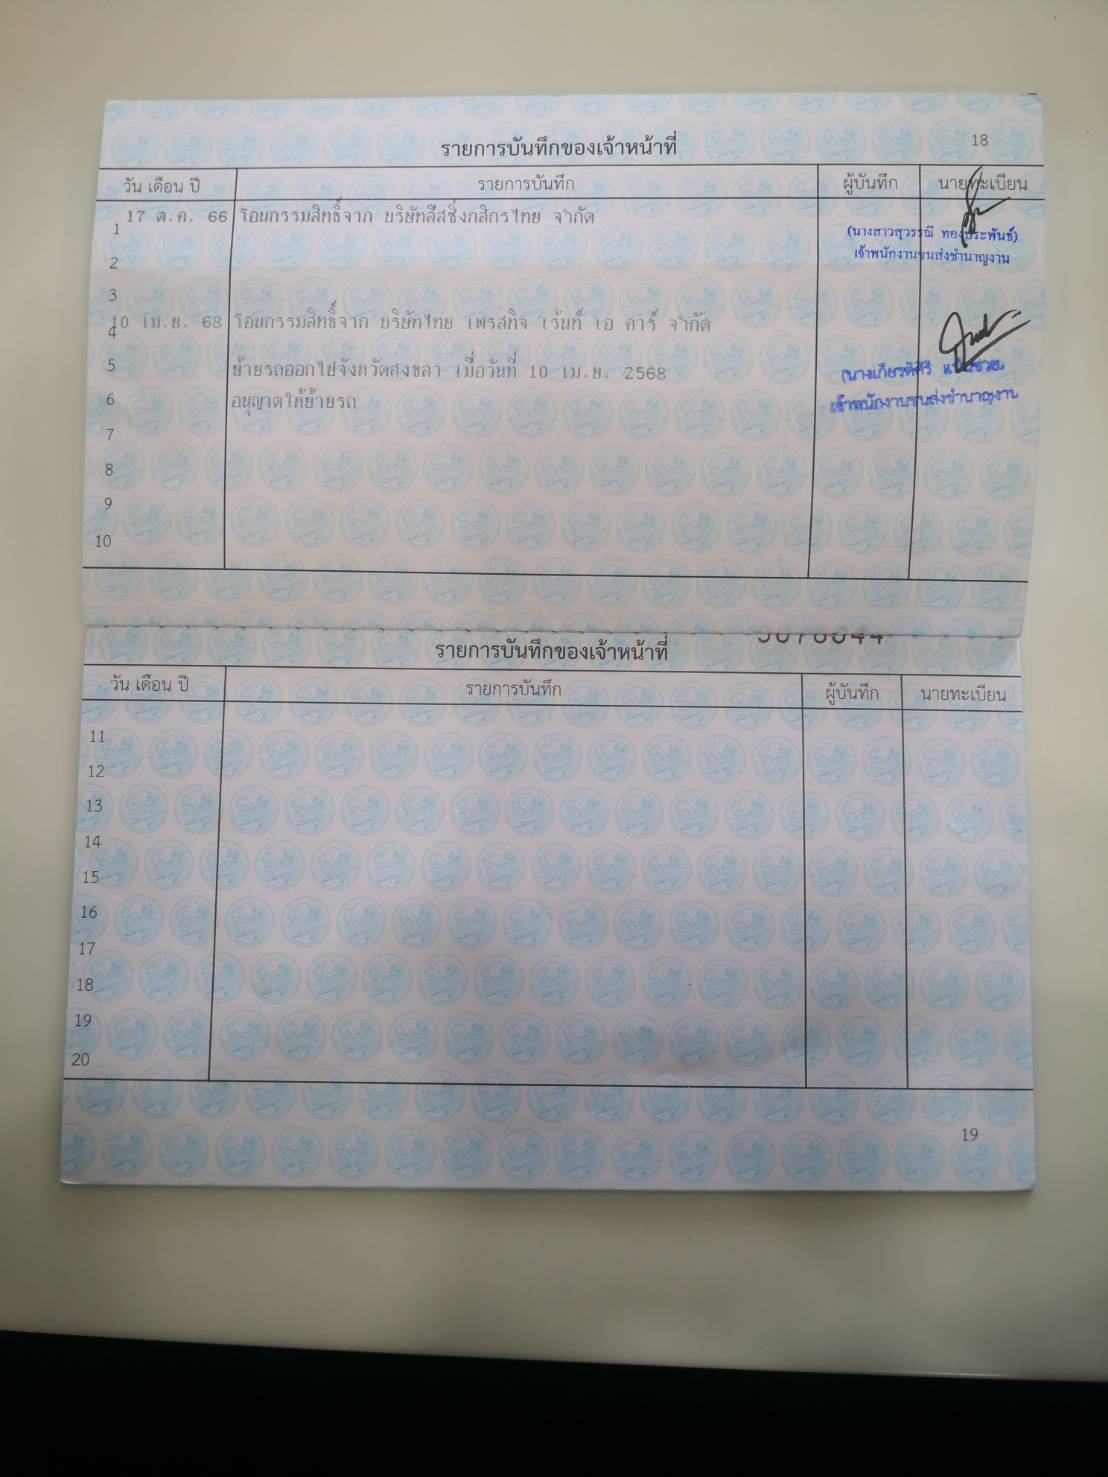 18
รายการบันทึกของเจ้าหน้าที่
วัน เดือน ปี รายการบันทึก ผู้บันทึก นายทะเบียน
1 17 ต.ค. 66 โอนกรรมสิทธิ์จาก บริษัทลีสซิ่งกสิกรไทย จำกัด
(นางสาวสุวรรณี ทองประพันธ์)
เจ้าพนักงานขนส่งชำนาญงาน
2
3
4 10 เม.ย. 68 โอนกรรมสิทธิ์จาก บริษัทไทย เพรสทีจ เร้นท์ เอ คาร์ จำกัด
5 ย้ายรถออกไปจังหวัดสงขลา เมื่อวันที่ 10 เม.ย. 2568
6 อนุญาตให้ย้ายรถ
เจ้าพนักงานขนส่งชำนาญงาน
7
8
9
10
รายการบันทึกของเจ้าหน้าที่
วัน เดือน ปี รายการบันทึก ผู้บันทึก นายทะเบียน
11
12
13
14
15
16
17
18
19
20
19